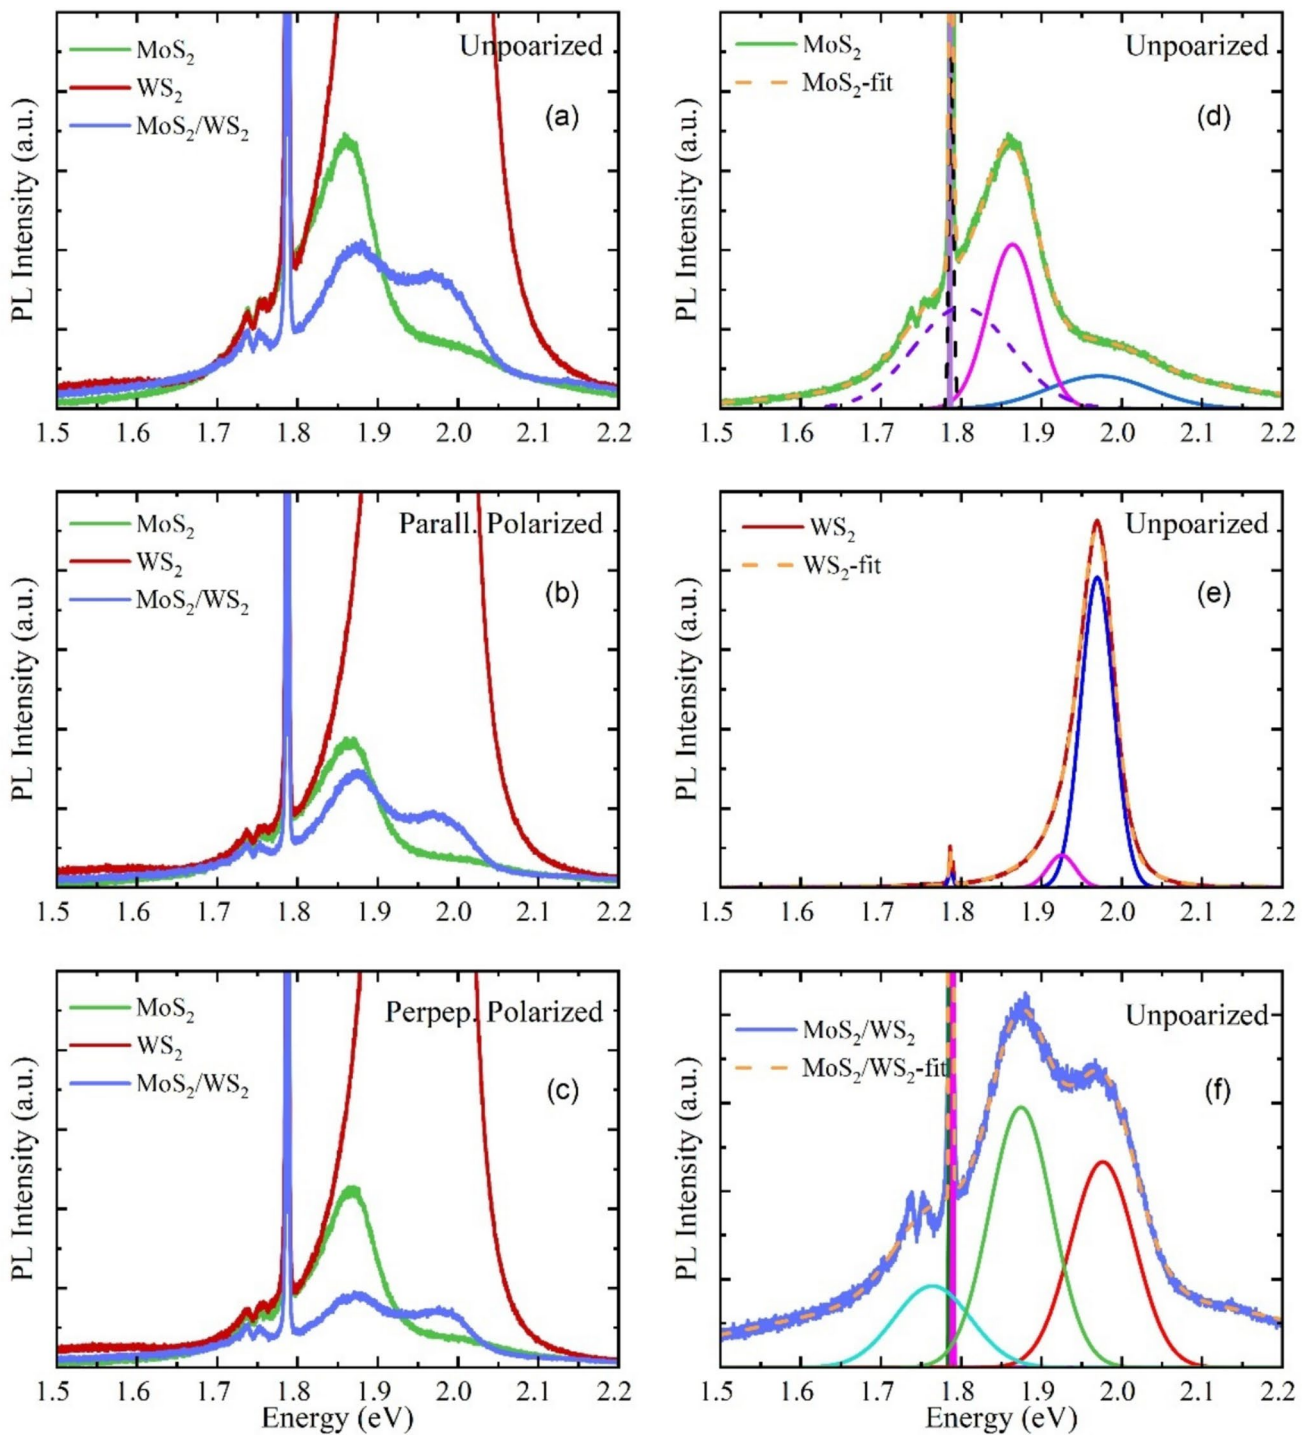 MoS₂
WS₂
MoS₂/WS₂
Unpoarized
(a)
PL Intensity (a.u.)
1.5 1.6 1.7 1.8 1.9 2.0 2.1 2.2
MoS₂
MoS₂-fit
Unpoarized
(d)
PL Intensity (a.u.)
1.5 1.6 1.7 1.8 1.9 2.0 2.1 2.2
MoS₂
WS₂
MoS₂/WS₂
Parall. Polarized
(b)
PL Intensity (a.u.)
1.5 1.6 1.7 1.8 1.9 2.0 2.1 2.2
WS₂
WS₂-fit
Unpoarized
(e)
PL Intensity (a.u.)
1.5 1.6 1.7 1.8 1.9 2.0 2.1 2.2
MoS₂
WS₂
MoS₂/WS₂
Perpep. Polarized
(c)
PL Intensity (a.u.)
1.5 1.6 1.7 1.8 1.9 2.0 2.1 2.2
Energy (eV)
MoS₂/WS₂
MoS₂/WS₂-fit
Unpoarized
(f)
PL Intensity (a.u.)
1.5 1.6 1.7 1.8 1.9 2.0 2.1 2.2
Energy (eV)